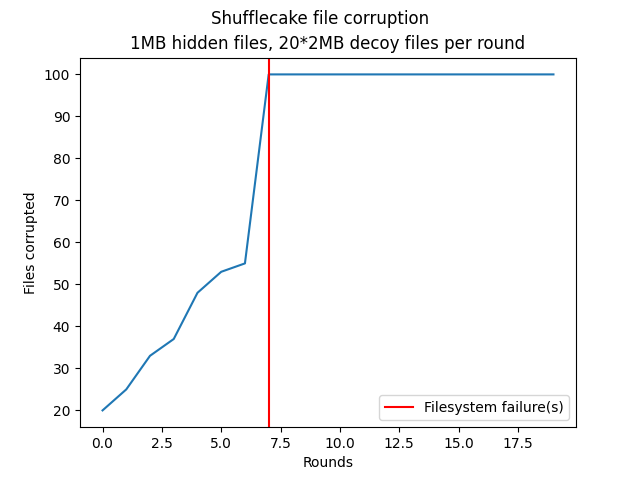 Shufflecake file corruption
1MB hidden files, 20*2MB decoy files per round
100
90
80
70
60
50
40
30
20
Files corrupted
0.0 2.5 5.0 7.5 10.0 12.5 15.0 17.5
Rounds
Filesystem failure(s)